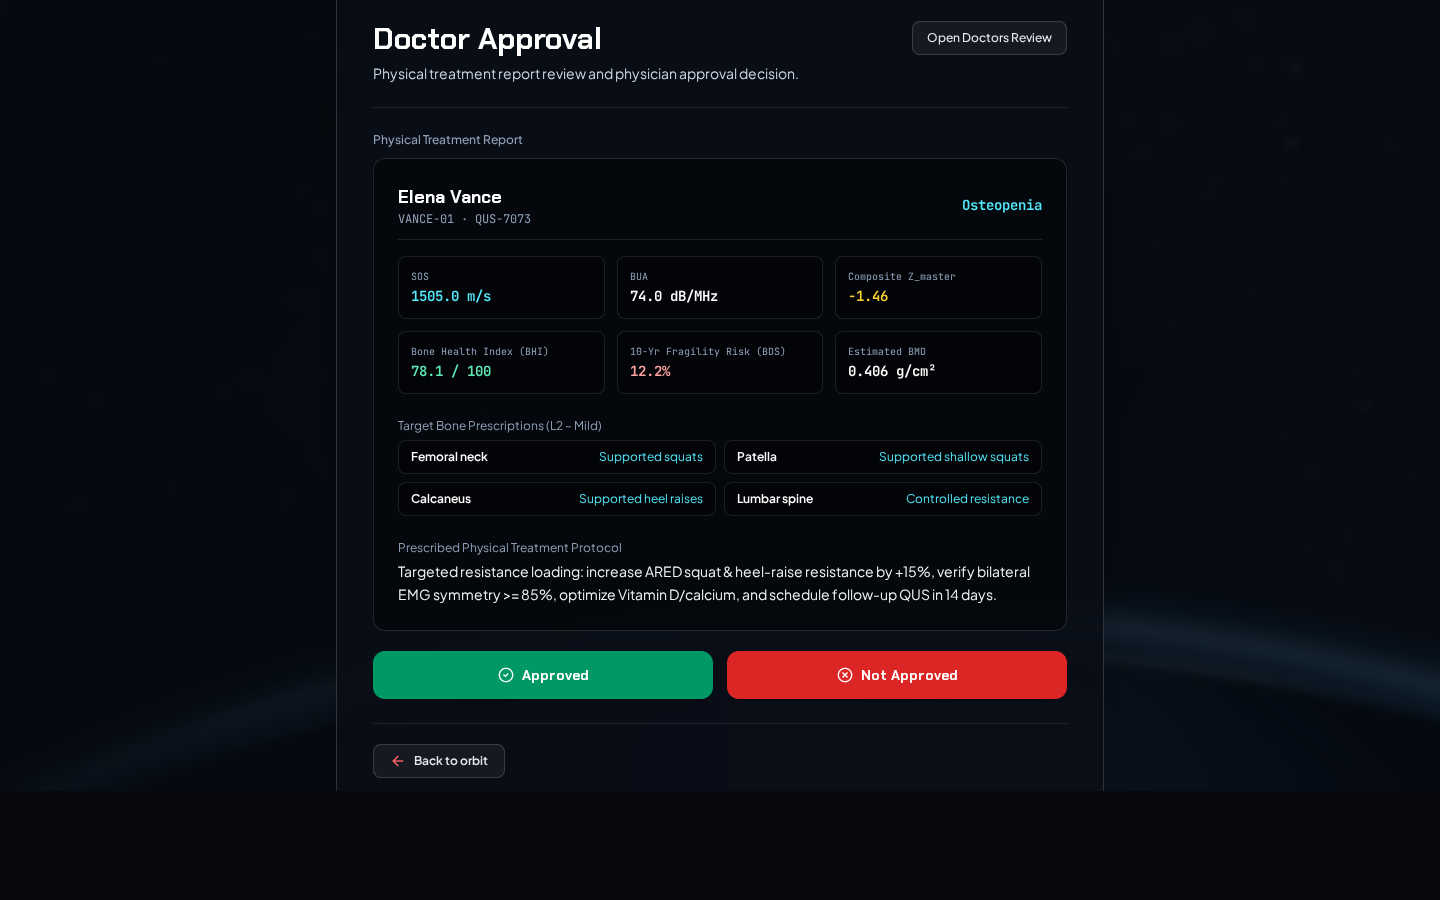 Doctor Approval
Open Doctors Review
Physical treatment report review and physician approval decision.
Physical Treatment Report
Elena Vance
VANCE-01 · QUS-7073
Osteopenia
SOS
1505.0 m/s
BUA
74.0 dB/MHz
Composite Z_master
-1.46
Bone Health Index (BHI)
78.1 / 100
10-Yr Fragility Risk (BDS)
12.2%
Estimated BMD
0.406 g/cm²
Target Bone Prescriptions (L2 – Mild)
Femoral neck
Supported squats
Patella
Supported shallow squats
Calcaneus
Supported heel raises
Lumbar spine
Controlled resistance
Prescribed Physical Treatment Protocol
Targeted resistance loading: increase ARED squat & heel-raise resistance by +15%, verify bilateral
EMG symmetry >= 85%, optimize Vitamin D/calcium, and schedule follow-up QUS in 14 days.
Approved
Not Approved
Back to orbit